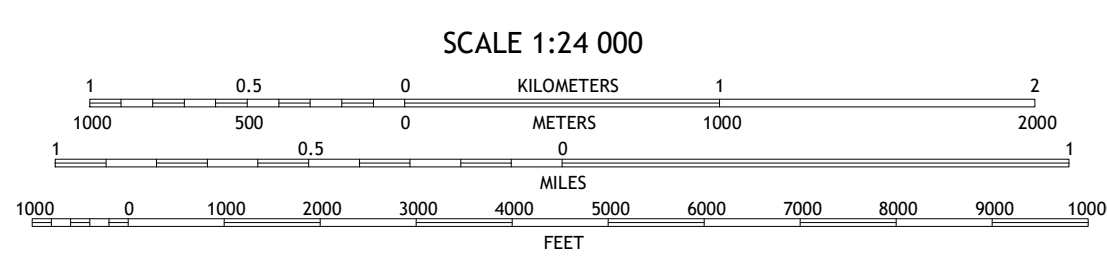 SCALE 1:24 000
1 0.5 0 KILOMETERS 1 2
1000 500 0 METERS 1000 2000
1 0.5 0 1
MILES
1000 0 1000 2000 3000 4000 5000 6000 7000 8000 9000 1000
FEET